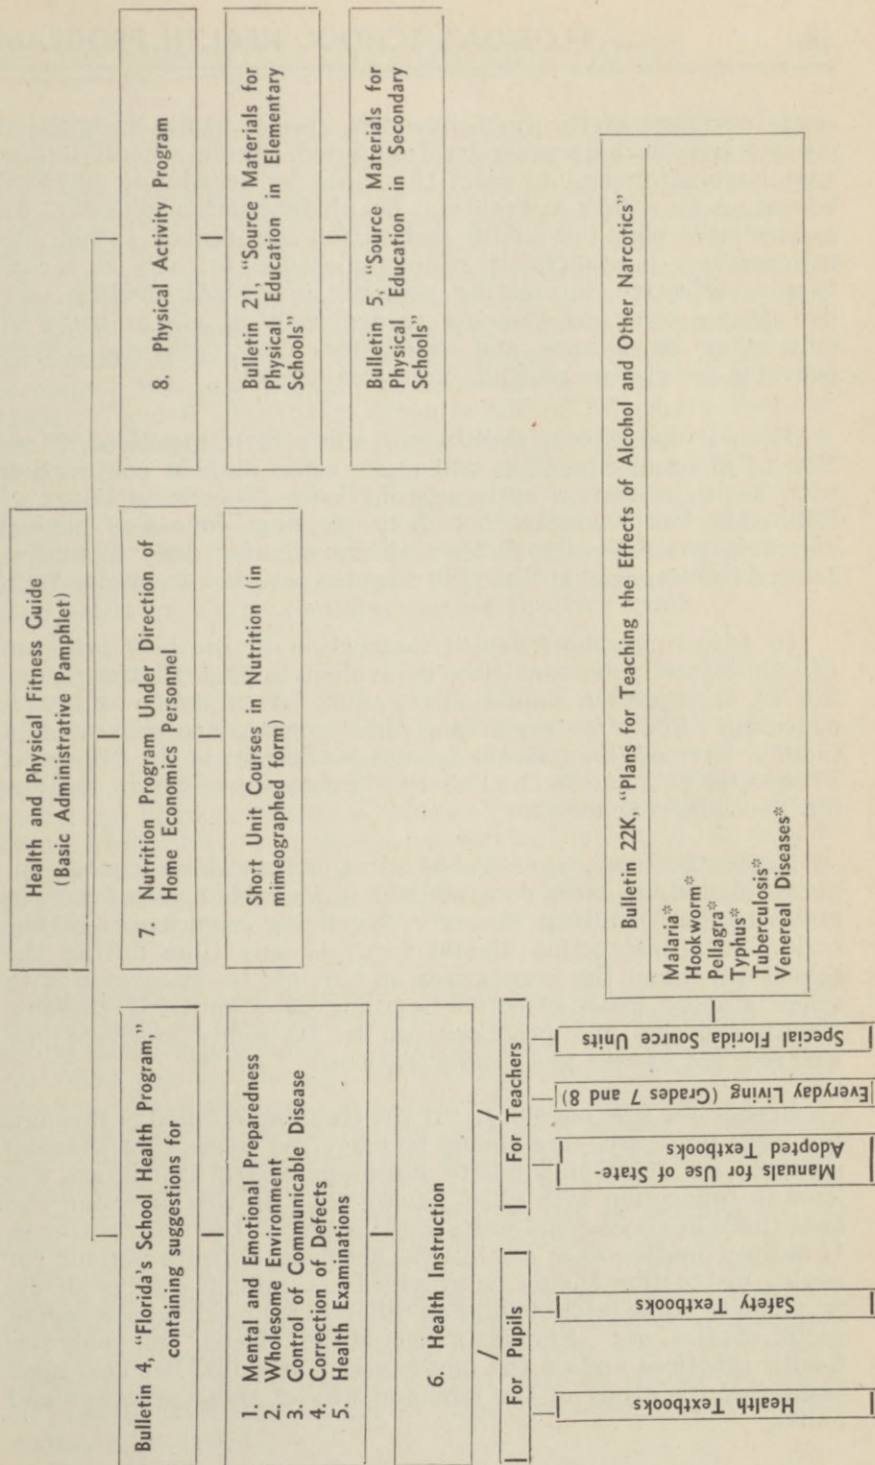 Health and Physical Fitness Guide
(Basic Administrative Pamphlet)
Bulletin 4, “Florida's School Health Program,”
containing suggestions for
1. Mental and Emotional Preparedness
2. Wholesome Environment
3. Control of Communicable Disease
4. Correction of Defects
5. Health Examinations
6. Health Instruction
For Pupils
Health Textbooks
Safety Textbooks
For Teachers
Manuals for Use of State-
Adopted Textbooks
Everyday Living (Grades 7 and 8)
Special Florida Source Units
Bulletin 22K, “Plans for Teaching the Effects of Alcohol and Other Narcotics”
Malaria*
Hookworm*
Pellagra*
Typhus*
Tuberculosis*
Venereal Diseases*
7. Nutrition Program Under Direction of
Home Economics Personnel
Short Unit Courses in Nutrition (in
mimeographed form)
8. Physical Activity Program
Bulletin 21, “Source Materials for
Physical Education in Elementary
Schools”
Bulletin 5, “Source Materials for
Physical Education in Secondary
Schools”